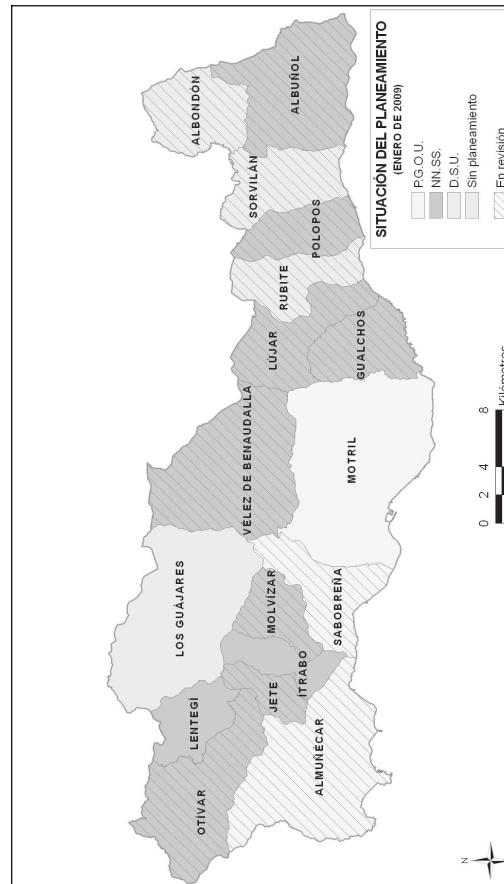 ALBONDÓN
ALBUÑOL
SORVILÁN
POLOPOS
RUBITE
LÚJAR
GUALCHOS
VÉLEZ DE BENAUDALLA
MOTRIL
LOS GUÁJARES
MOLVÍZAR
SABOBREÑA
ÍTRABO
JETE
LENTEGÍ
OTÍVAR
ALMUÑÉCAR
SITUACIÓN DEL PLANEAMIENTO
(ENERO DE 2009)
P.G.O.U.
NN.SS.
D.S.U.
Sin planeamiento
En revisión
0 2 4 8
Kilómetros
N